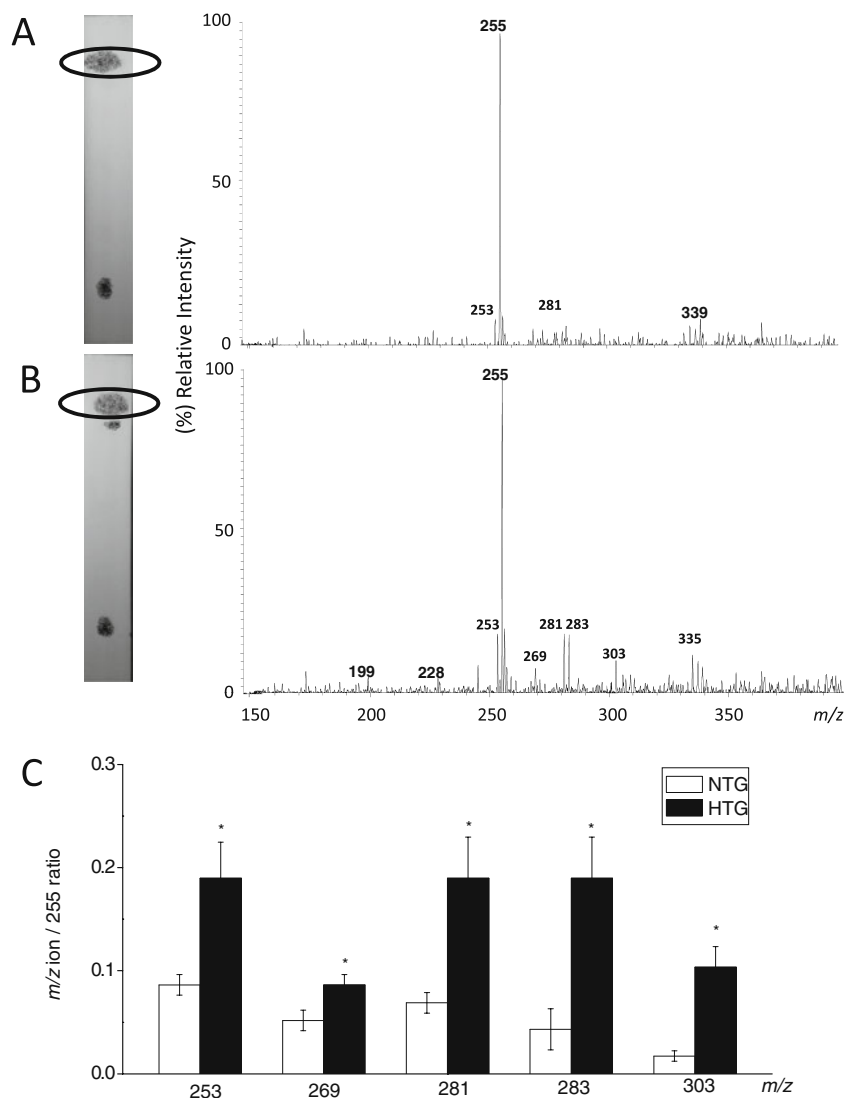 A
100
255
50
(%) Relative Intensity
253
281
339
0
B
100
255
50
253
281 283
269
303
335
199
228
0
150 200 250 300 350 m/z
C
0.3
NTG
HTG
* * * * *
0.2
m/z ion / 255 ratio
0.1
0.0
253 269 281 283 303 m/z